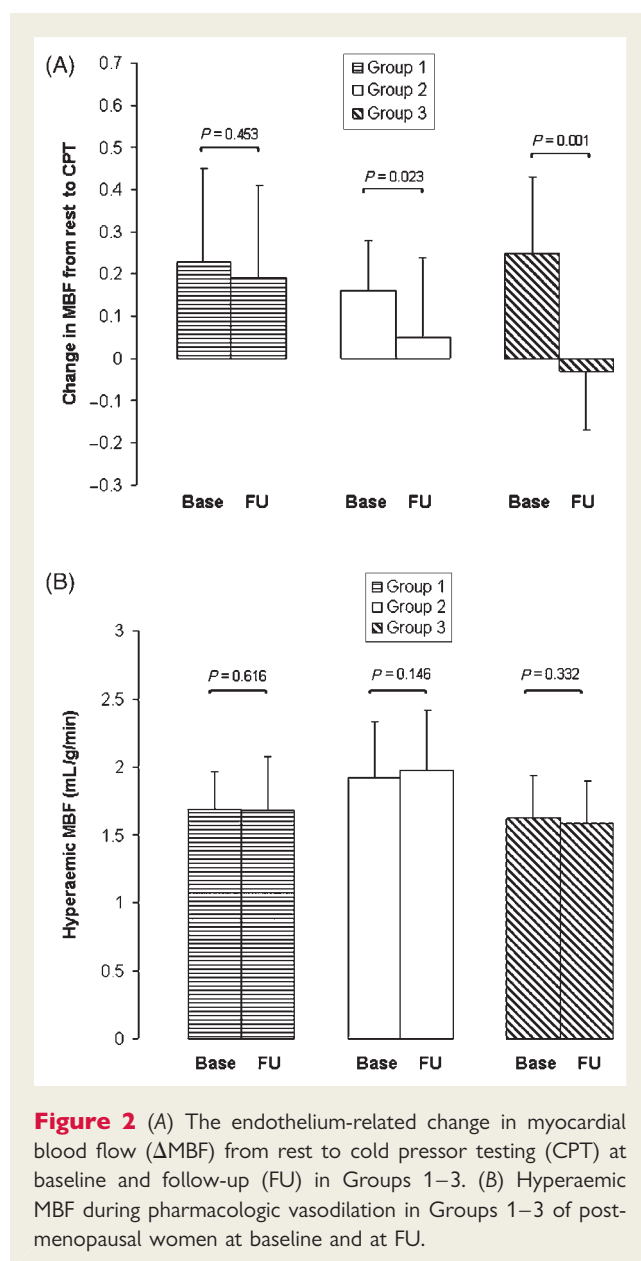 (A)
Group 1
Group 2
Group 3
Change in MBF from rest to CPT
0.7
0.6
0.5
0.4
0.3
0.2
0.1
0
−0.1
−0.2
−0.3
P = 0.453
P = 0.023
P = 0.001
Base FU Base FU Base FU
(B)
Group 1
Group 2
Group 3
Hyperaemic MBF (mL/g/min)
3
2.5
2
1.5
1
0.5
0
P = 0.616
P = 0.146
P = 0.332
Base FU Base FU Base FU
Figure 2 (A) The endothelium-related change in myocardial
blood flow (ΔMBF) from rest to cold pressor testing (CPT) at
baseline and follow-up (FU) in Groups 1–3. (B) Hyperaemic
MBF during pharmacologic vasodilation in Groups 1–3 of post-
menopausal women at baseline and at FU.